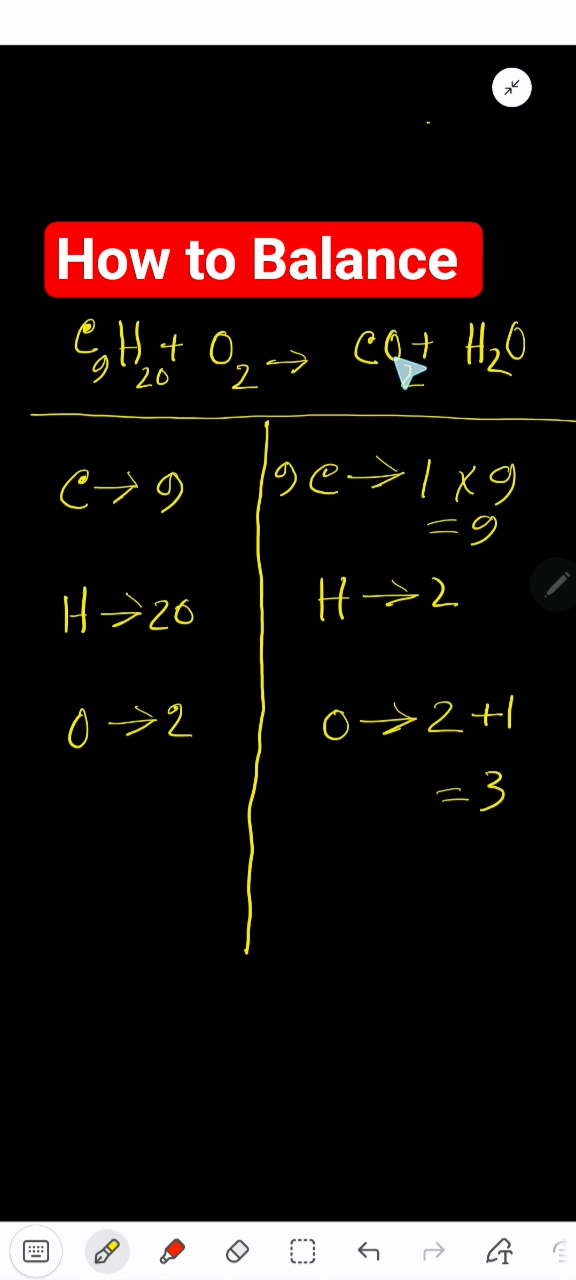 How to Balance
C₉H₂₀ + O₂ → CO₂ + H₂O
C → 9
9C → 1 × 9
= 9
H → 20
H → 2
O → 2
O → 2 + 1
= 3